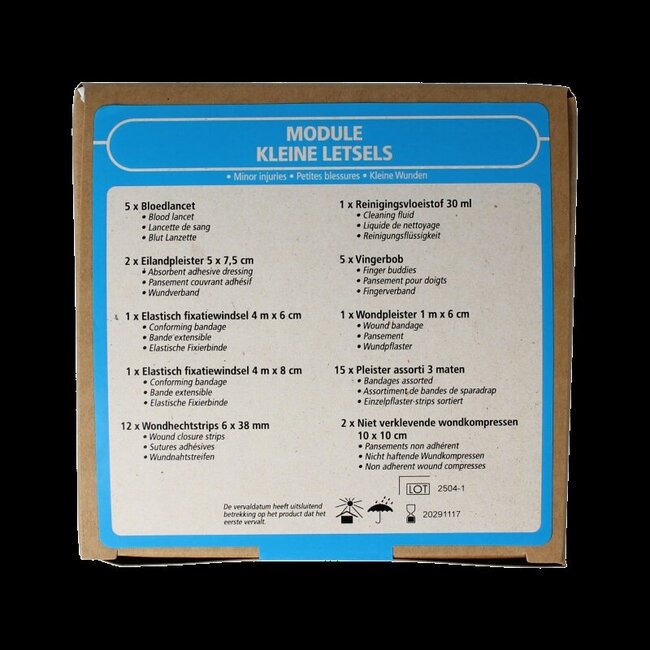 MODULE
KLEINE LETSELS
• Minor injuries • Petites blessures • Kleine Wunden
5 x Bloedlancet
• Blood lancet
• Lancette de sang
• Blut Lanzette
2 x Eilandpleister 5 x 7,5 cm
• Absorbent adhesive dressing
• Pansement couvrant adhésif
• Wundverband
1 x Elastisch fixatiewindsel 4 m x 6 cm
• Conforming bandage
• Bande extensible
• Elastische Fixierbinde
1 x Elastisch fixatiewindsel 4 m x 8 cm
• Conforming bandage
• Bande extensible
• Elastische Fixierbinde
12 x Wondhechtstrips 6 x 38 mm
• Wound closure strips
• Sutures adhésives
• Wundnahtstreifen
1 x Reinigingsvloeistof 30 ml
• Cleaning fluid
• Liquide de nettoyage
• Reinigungsflüssigkeit
5 x Vingerbob
• Finger buddies
• Pansement pour doigts
• Fingerverband
1 x Wondpleister 1 m x 6 cm
• Wound bandage
• Pansement
• Wundpflaster
15 x Pleister assorti 3 maten
• Bandages assorted
• Assortiment de bandes de sparadrap
• Einzelpflaster-strips sortiert
2 x Niet verklevende wondkompressen
10 x 10 cm
• Pansements non adhérent
• Nicht haftende Wundkompressen
• Non adherent wound compresses
LOT 2504-1
De vervaldatum heeft uitsluitend
betrekking op het product dat het
eerste vervalt.
20291117